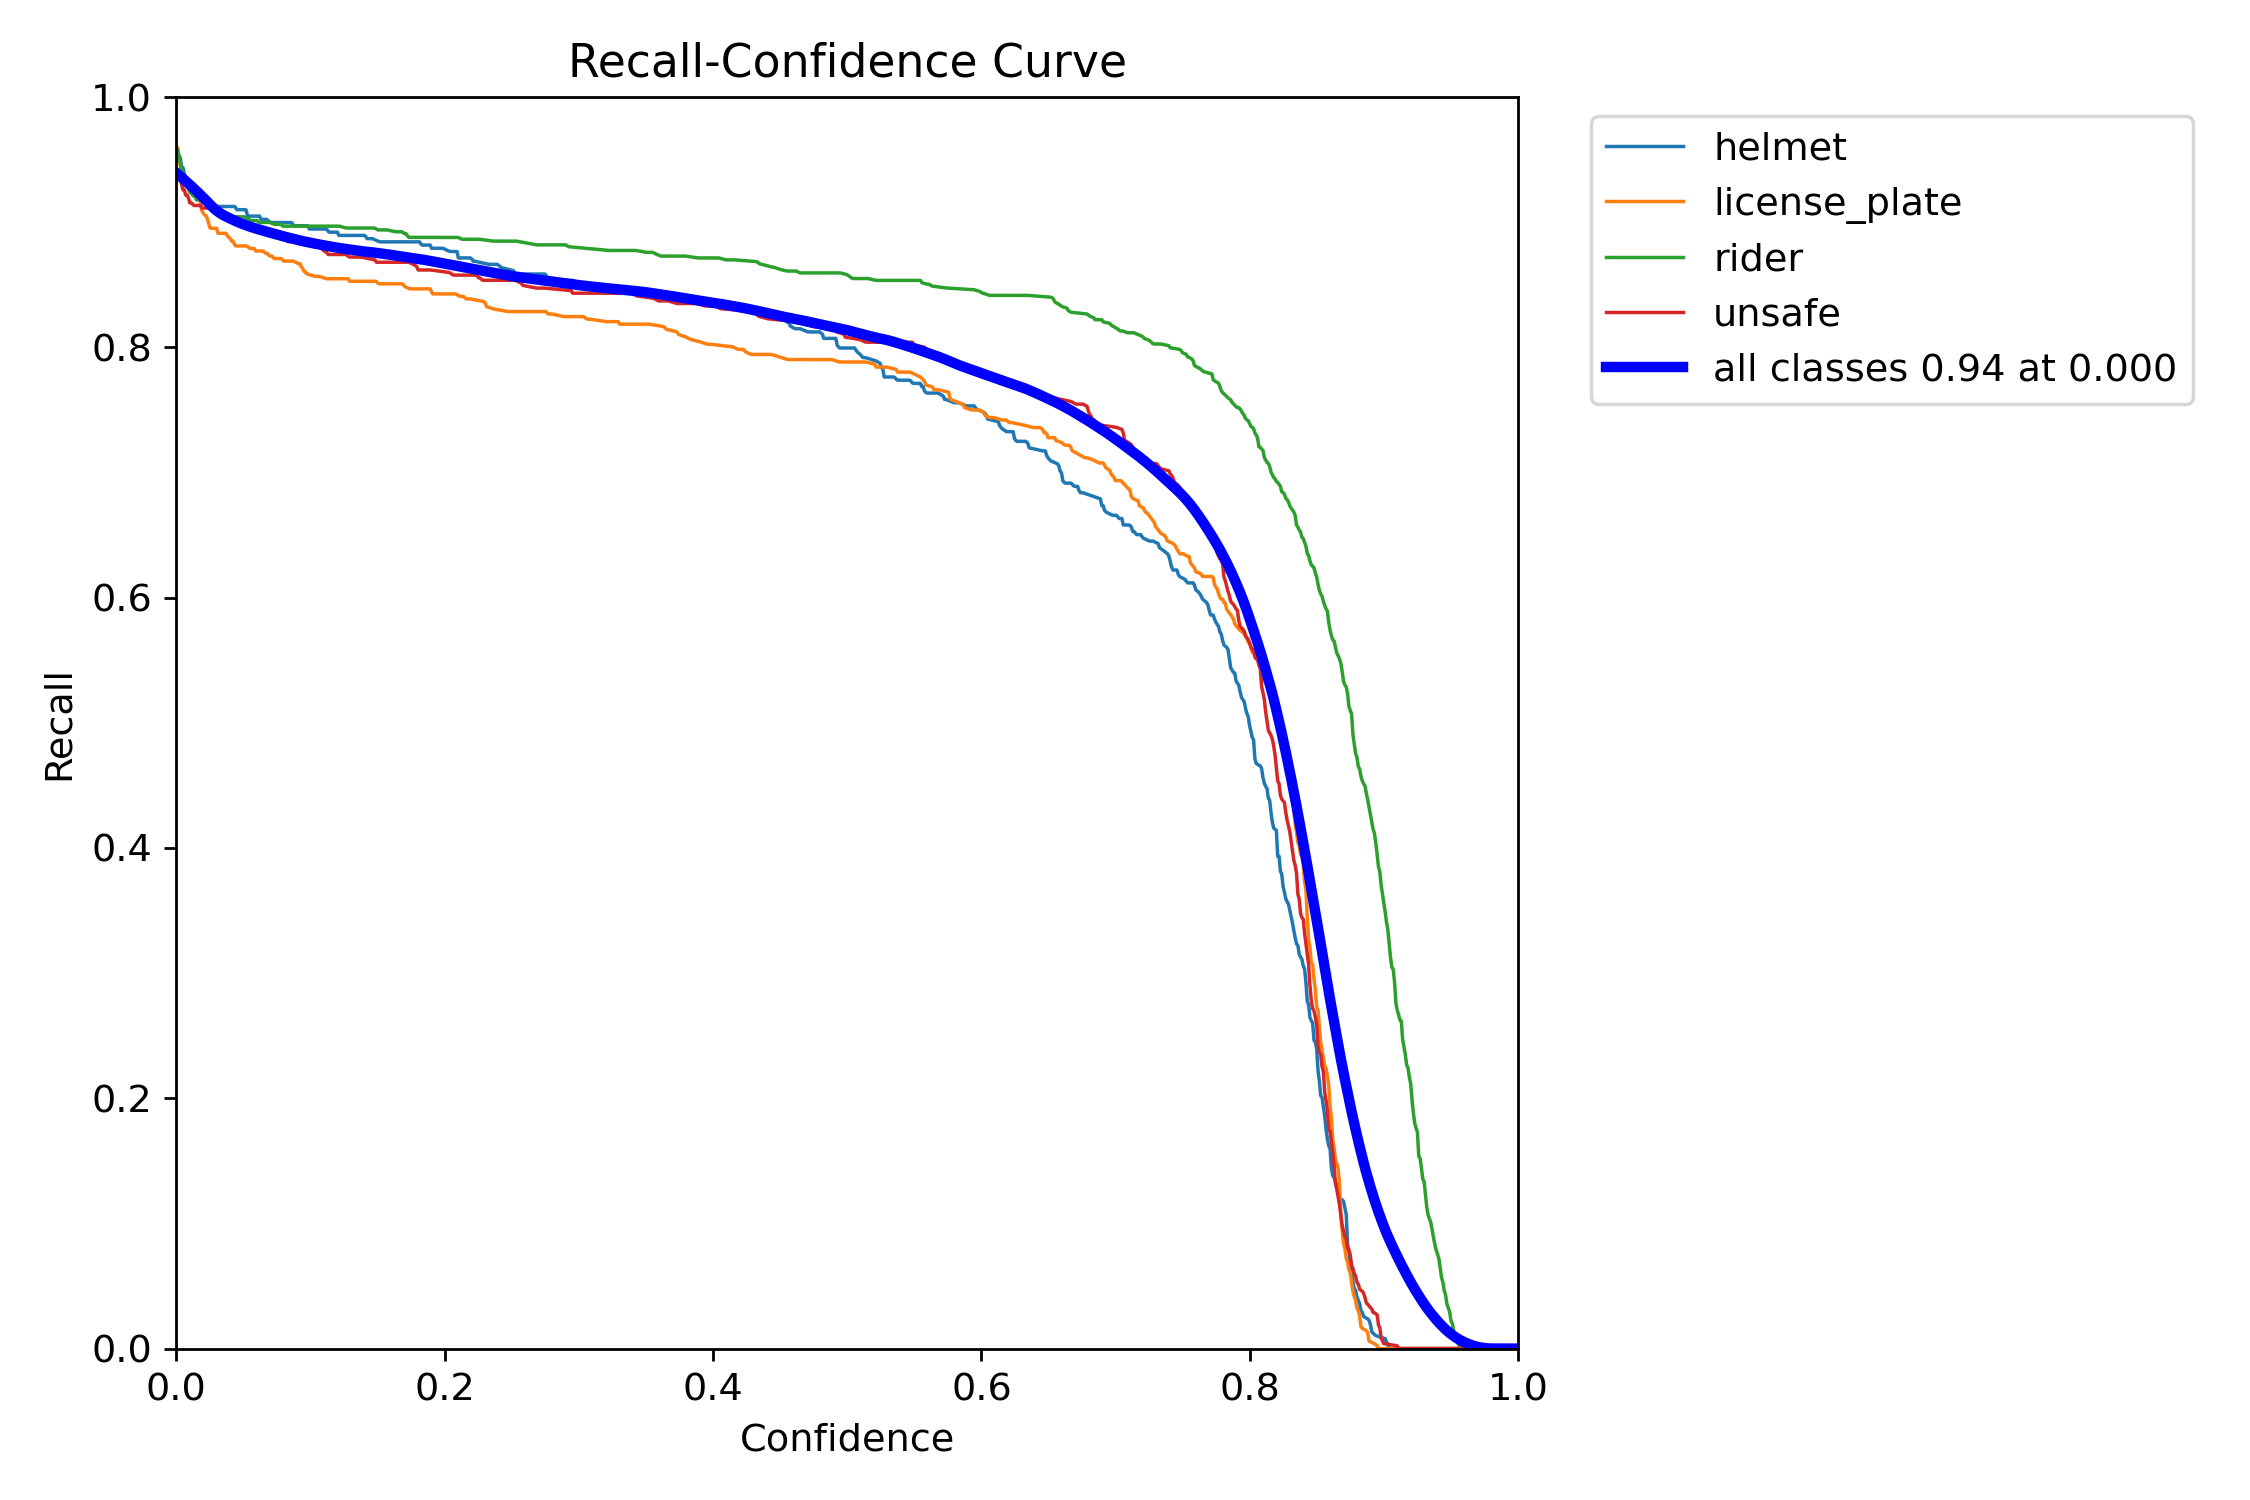 Recall-Confidence Curve
1.0
0.8
0.6
0.4
0.2
0.0
Recall
0.0 0.2 0.4 0.6 0.8 1.0
Confidence
helmet
license_plate
rider
unsafe
all classes 0.94 at 0.000